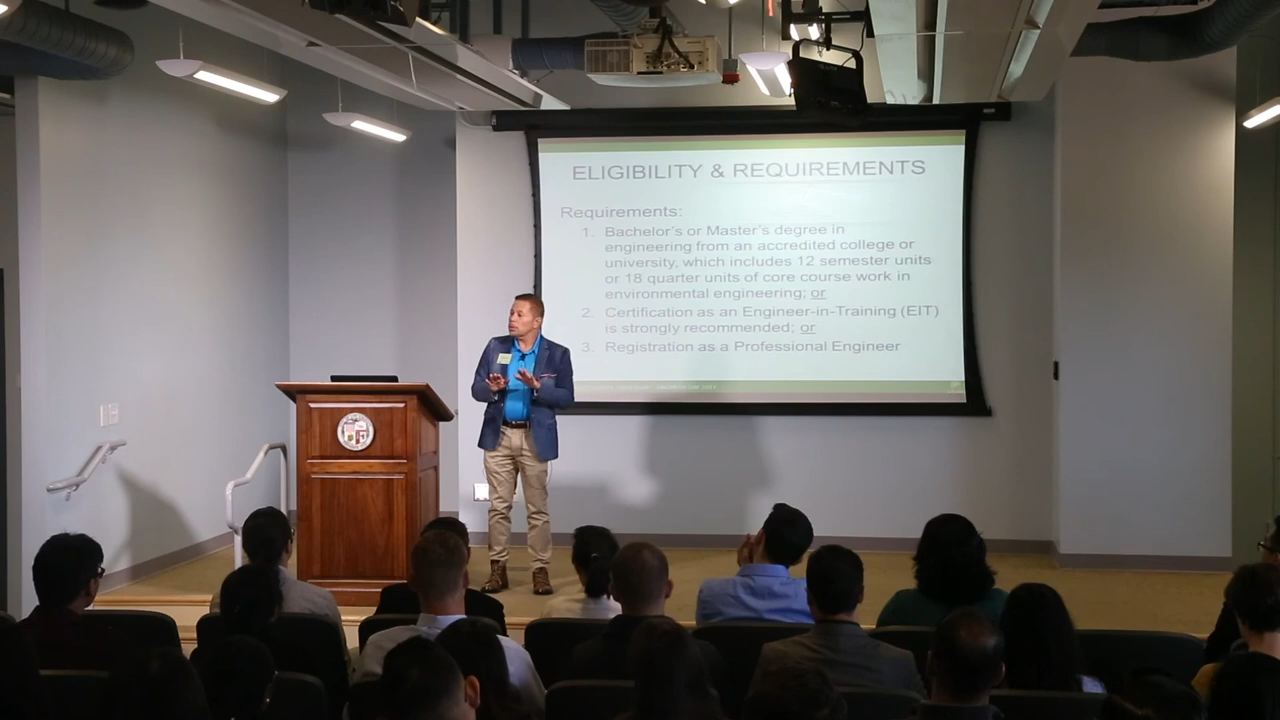 ELIGIBILITY & REQUIREMENTS
Requirements:
1. Bachelor's or Master's degree in
engineering from an accredited college or
university, which includes 12 semester units
or 18 quarter units of core course work in
environmental engineering; or
2. Certification as an Engineer-in-Training (EIT)
is strongly recommended; or
3. Registration as a Professional Engineer